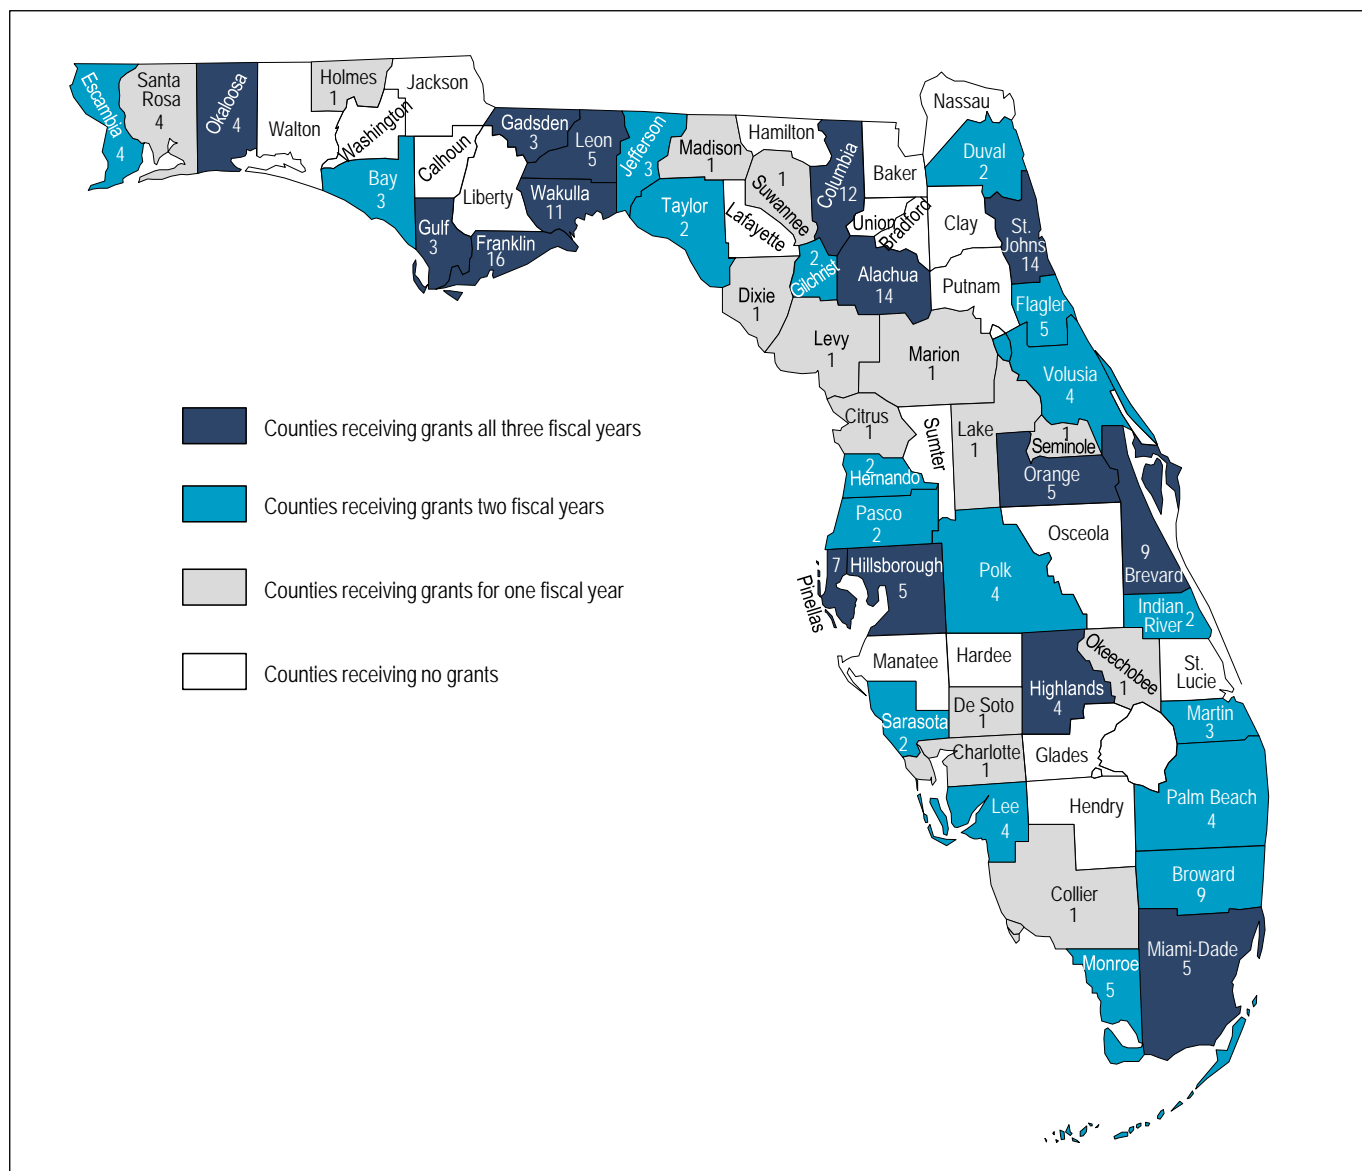 Escambia
4
Santa
Rosa
4
Okaloosa
4
Walton
Holmes
1
Jackson
Washington
Bay
3
Calhoun
Gulf
3
Liberty
Franklin
16
Gadsden
3
Leon
5
Wakulla
11
Jefferson
3
Madison
1
Taylor
2
Hamilton
1
Suwannee
Lafayette
Columbia
12
Baker
Nassau
Duval
2
Union
Bradford
Clay
St.
Johns
14
2
Gilchrist
Alachua
14
Putnam
Dixie
1
Flagler
5
Levy
1
Marion
1
Volusia
4
Citrus
1
Sumter
Lake
1
1
Seminole
Orange
5
2
Hernando
Pasco
2
Osceola
9
Brevard
7
Pinellas
Hillsborough
5
Polk
4
Indian
River 2
Manatee
Hardee
Highlands
4
Okeechobee
1
St.
Lucie
De Soto
1
Sarasota
2
Martin
3
Charlotte
1
Glades
Lee
4
Hendry
Palm Beach
4
Collier
1
Broward
9
Monroe
5
Miami-Dade
5
Counties receiving grants all three fiscal years
Counties receiving grants two fiscal years
Counties receiving grants for one fiscal year
Counties receiving no grants